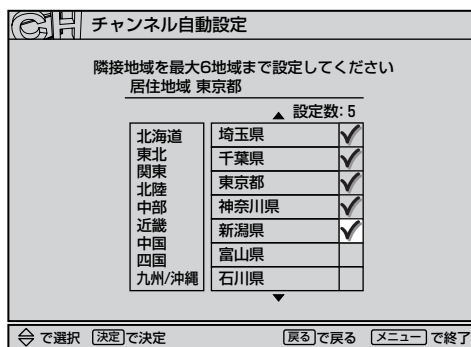 CH チャンネル自動設定
隣接地域を最大6地域まで設定してください
居住地域 東京都
▲ 設定数: 5
北海道
東北
関東
北陸
中部
近畿
中国
四国
九州/沖縄
埼玉県
千葉県
東京都
神奈川県
新潟県
富山県
石川県
▼
で選択 決定で決定 戻るで戻る メニューで終了